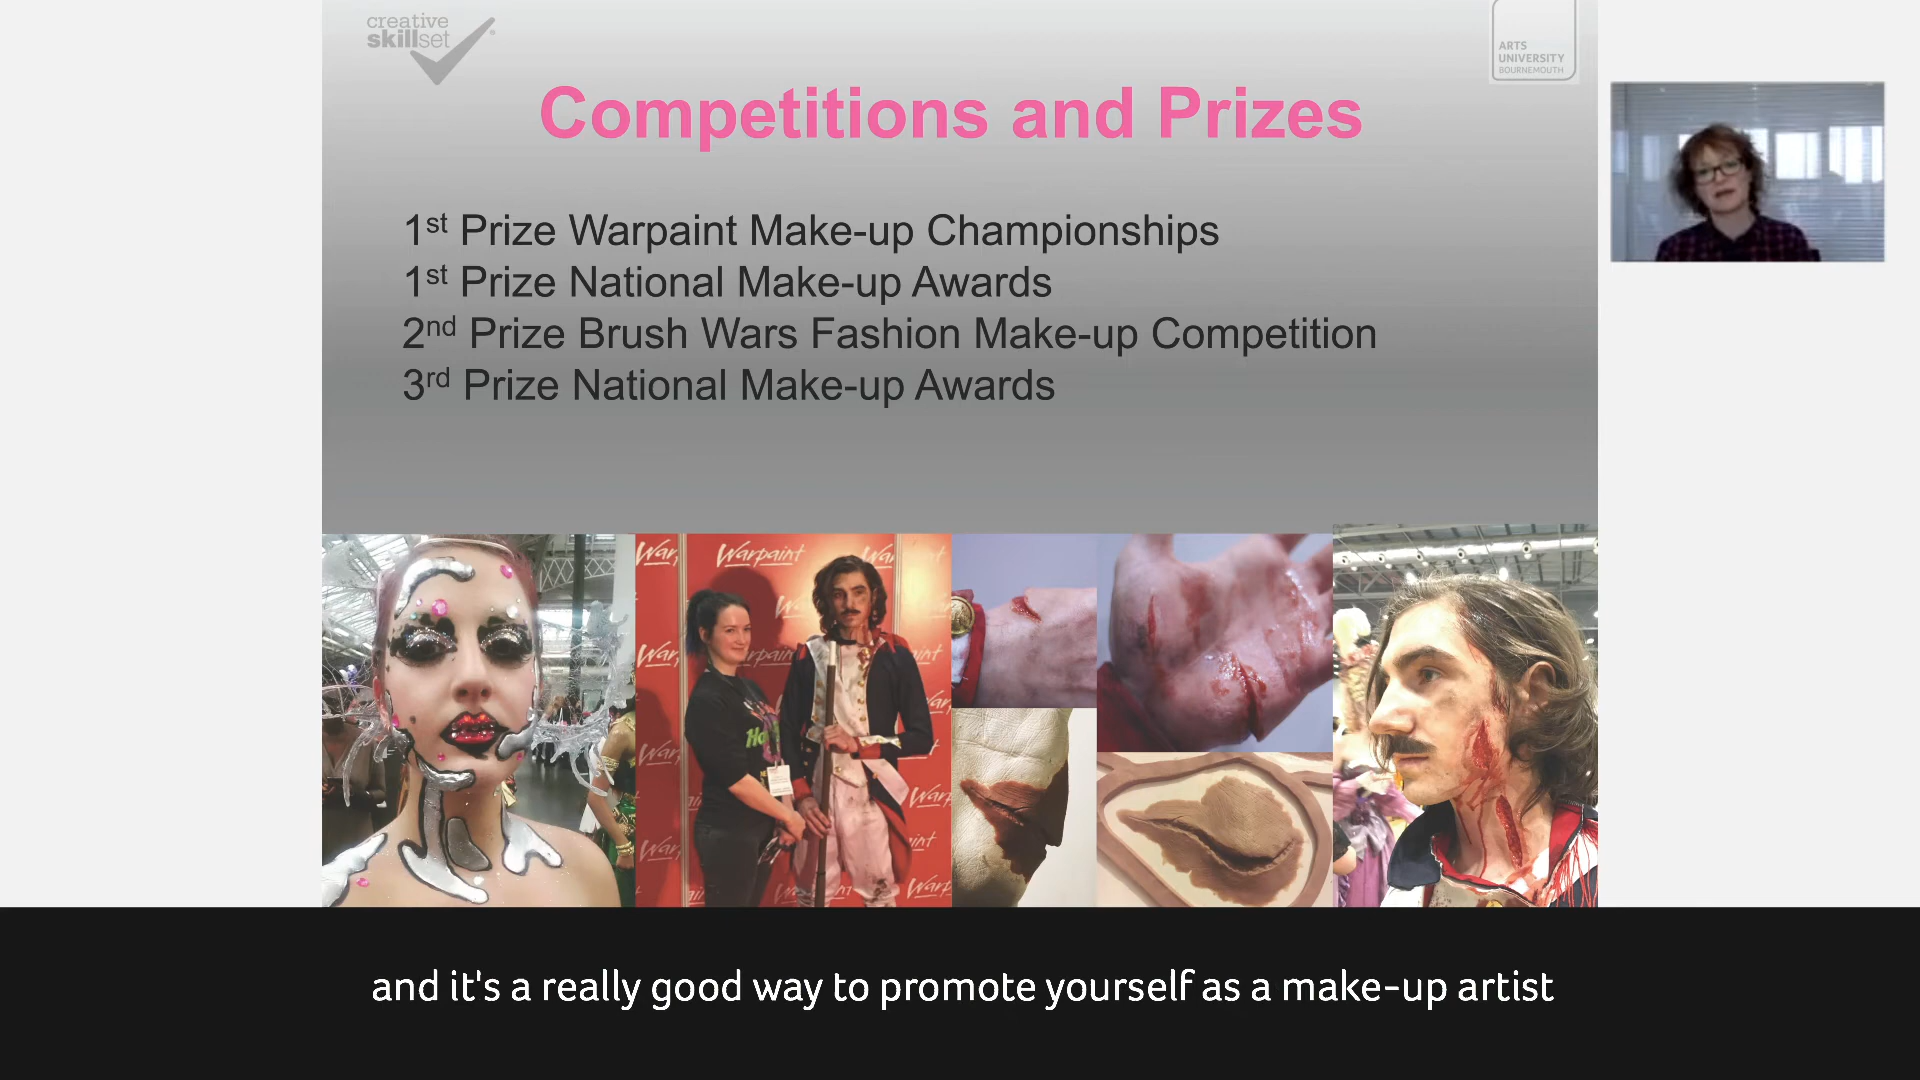 creative
skillset
ARTS
UNIVERSITY
BOURNEMOUTH
Competitions and Prizes
1st Prize Warpaint Make-up Championships
1st Prize National Make-up Awards
2nd Prize Brush Wars Fashion Make-up Competition
3rd Prize National Make-up Awards
Warpaint
and it's a really good way to promote yourself as a make-up artist